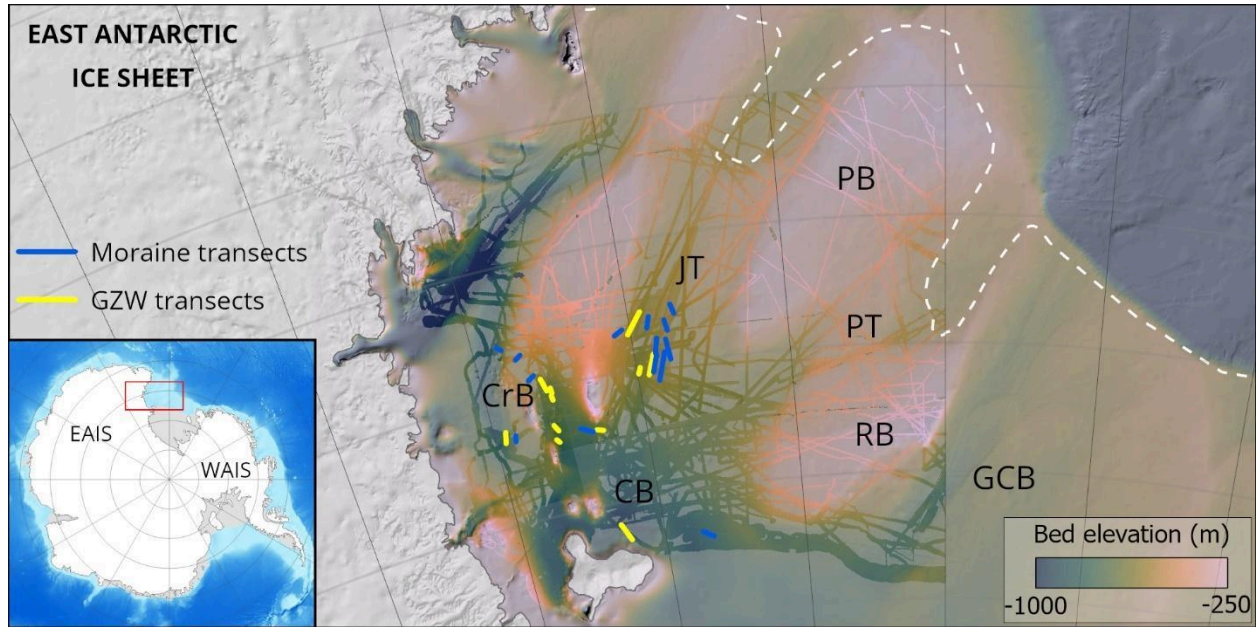 EAST ANTARCTIC
ICE SHEET
Moraine transects
GZW transects
PB
JT
PT
CrB
RB
CB
GCB
EAIS
WAIS
Bed elevation (m)
-1000
-250